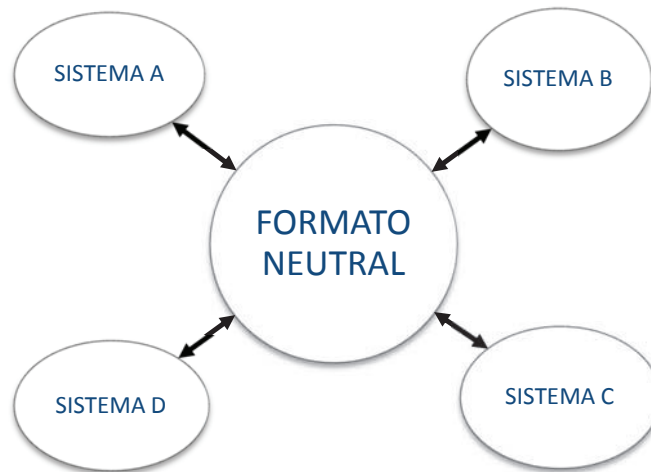 SISTEMA A
SISTEMA B
FORMATO
NEUTRAL
SISTEMA D
SISTEMA C